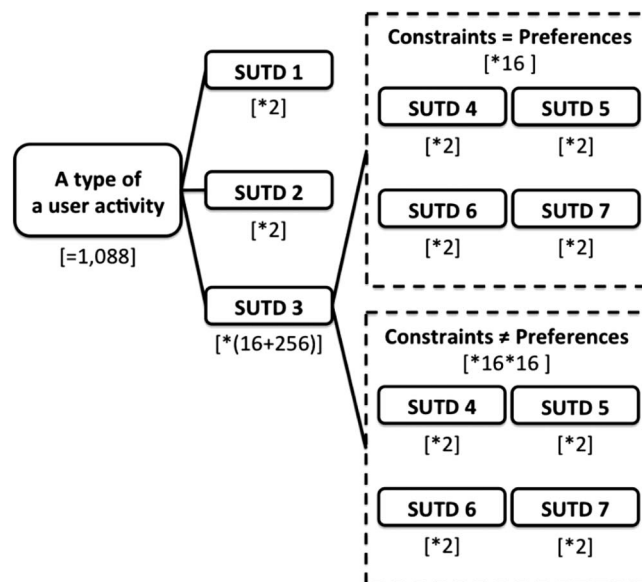 A type of
a user activity
[=1,088]
SUTD 1
[*2]
SUTD 2
[*2]
SUTD 3
[*(16+256)]
Constraints = Preferences
[*16 ]
SUTD 4 SUTD 5
[*2] [*2]
SUTD 6 SUTD 7
[*2] [*2]
Constraints ≠ Preferences
[*16*16 ]
SUTD 4 SUTD 5
[*2] [*2]
SUTD 6 SUTD 7
[*2] [*2]